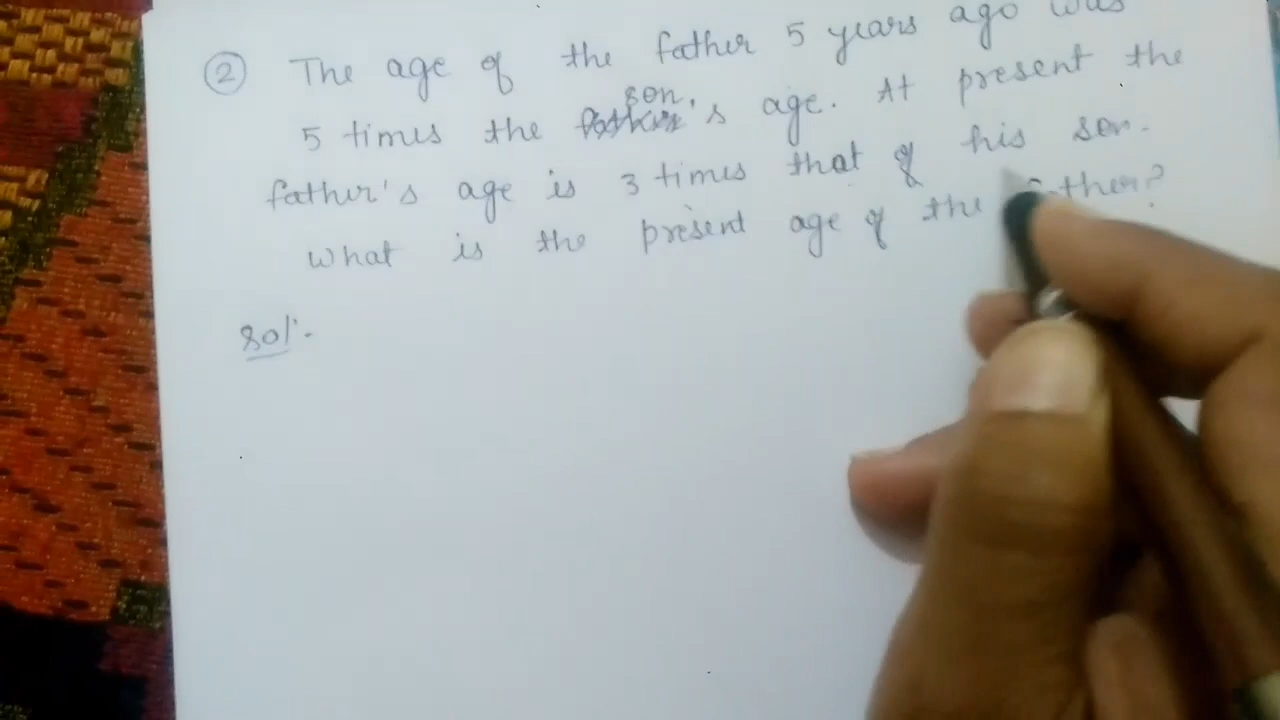 ② The age of the father 5 years ago was
5 times the son's age. At present the
father's age is 3 times that of his son.
What is the present age of the father?
Sol:-